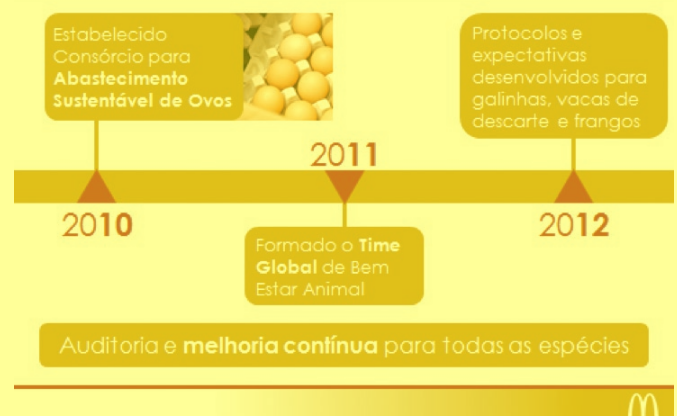 Estabelecido
Consórcio para
Abastecimento
Sustentável de Ovos
Protocolos e
expectativas
desenvolvidos para
galinhas, vacas de
descarte e frangos
2011
2010
2012
Formado o Time
Global de Bem
Estar Animal
Auditoria e melhoria contínua para todas as espécies